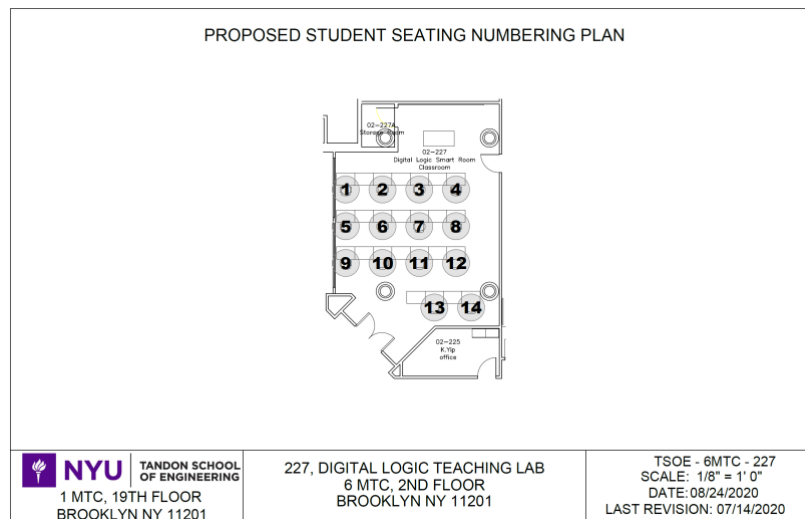 PROPOSED STUDENT SEATING NUMBERING PLAN
02-227A
Storage Room
02-227
Digital Logic Smart Room
Classroom
1 2 3 4
5 6 7 8
9 10 11 12
13 14
02-225
K.Yip
office
NYU TANDON SCHOOL
OF ENGINEERING
1 MTC, 19TH FLOOR
BROOKLYN NY 11201
227, DIGITAL LOGIC TEACHING LAB
6 MTC, 2ND FLOOR
BROOKLYN NY 11201
TSOE - 6MTC - 227
SCALE: 1/8" = 1' 0"
DATE: 08/24/2020
LAST REVISION: 07/14/2020